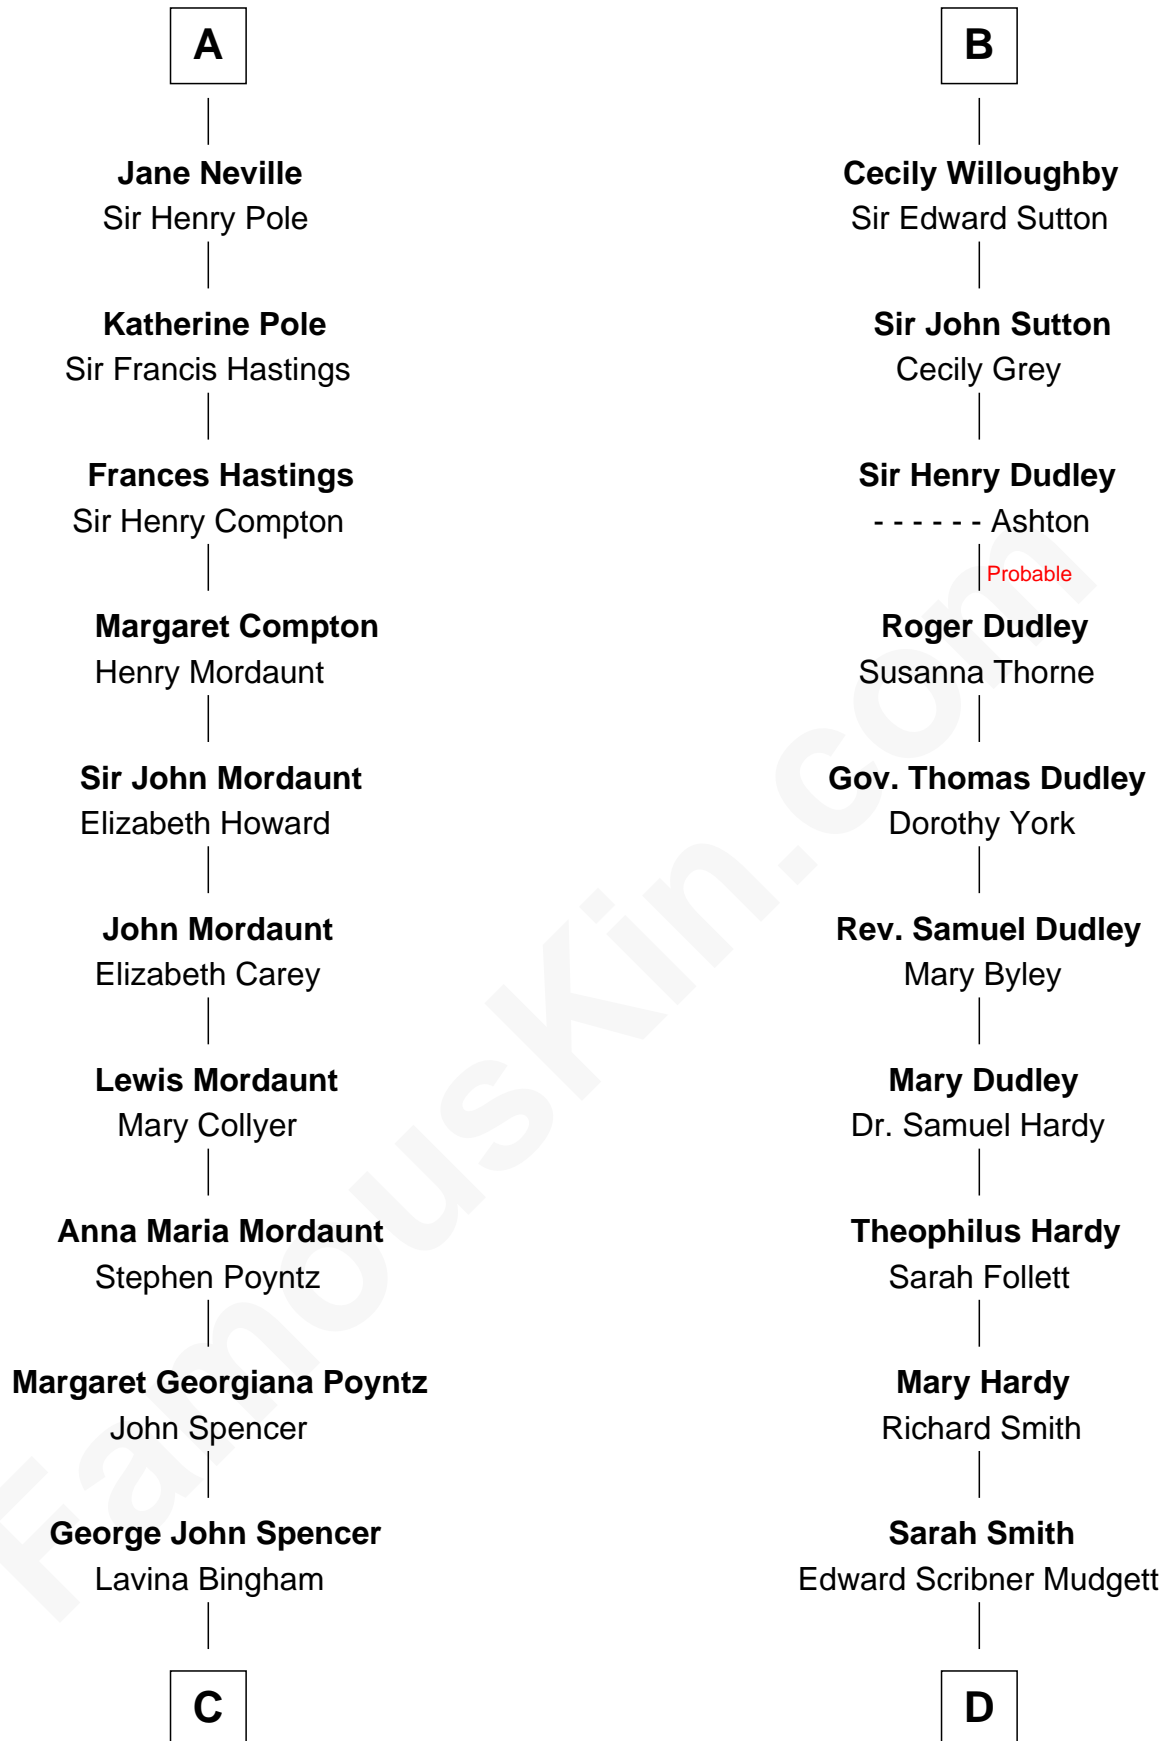 A
Jane Neville
Sir Henry Pole
Katherine Pole
Sir Francis Hastings
Frances Hastings
Sir Henry Compton
Margaret Compton
Henry Mordaunt
Sir John Mordaunt
Elizabeth Howard
John Mordaunt
Elizabeth Carey
Lewis Mordaunt
Mary Collyer
Anna Maria Mordaunt
Stephen Poyntz
Margaret Georgiana Poyntz
John Spencer
George John Spencer
Lavina Bingham
C
B
Cecily Willoughby
Sir Edward Sutton
Sir John Sutton
Cecily Grey
Sir Henry Dudley
- - - - - - Ashton
Probable
Roger Dudley
Susanna Thorne
Gov. Thomas Dudley
Dorothy York
Rev. Samuel Dudley
Mary Byley
Mary Dudley
Dr. Samuel Hardy
Theophilus Hardy
Sarah Follett
Mary Hardy
Richard Smith
Sarah Smith
Edward Scribner Mudgett
D
FamousKin.com